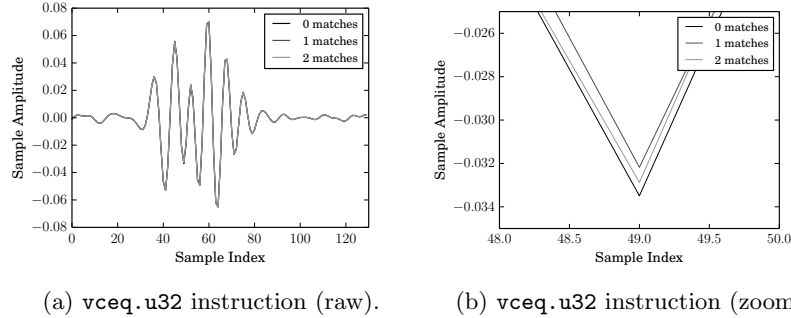 0.08
0.06
0.04
0.02
0.00
−0.02
−0.04
−0.06
−0.08
Sample Amplitude
0 matches
1 matches
2 matches
0 20 40 60 80 100 120
Sample Index
(a) vceq.u32 instruction (raw).
−0.026
−0.028
−0.030
−0.032
−0.034
Sample Amplitude
0 matches
1 matches
2 matches
48.0 48.5 49.0 49.5 50.0
Sample Index
(b) vceq.u32 instruction (zoom